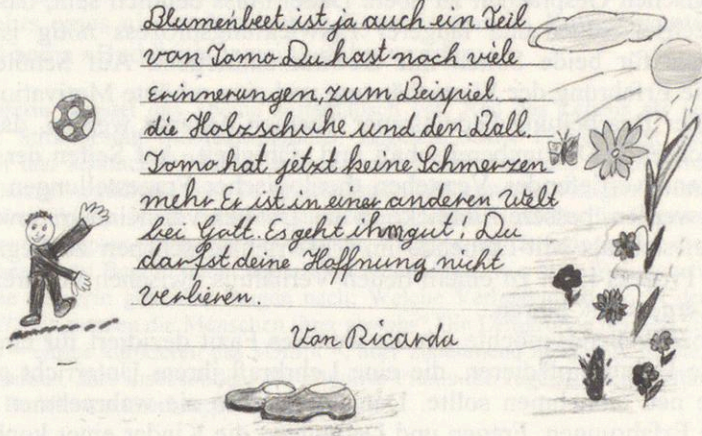 Blumenbeet ist ja auch ein Teil
von Tomo Du hast noch viele
Erinnerungen, zum Beispiel
die Holzschuhe und den Ball.
Tomo hat jetzt keine Schmerzen
mehr. Er ist in einer anderen Welt
bei Gott. Es geht ihm gut! Du
darfst deine Hoffnung nicht
verlieren.
Von Ricarda